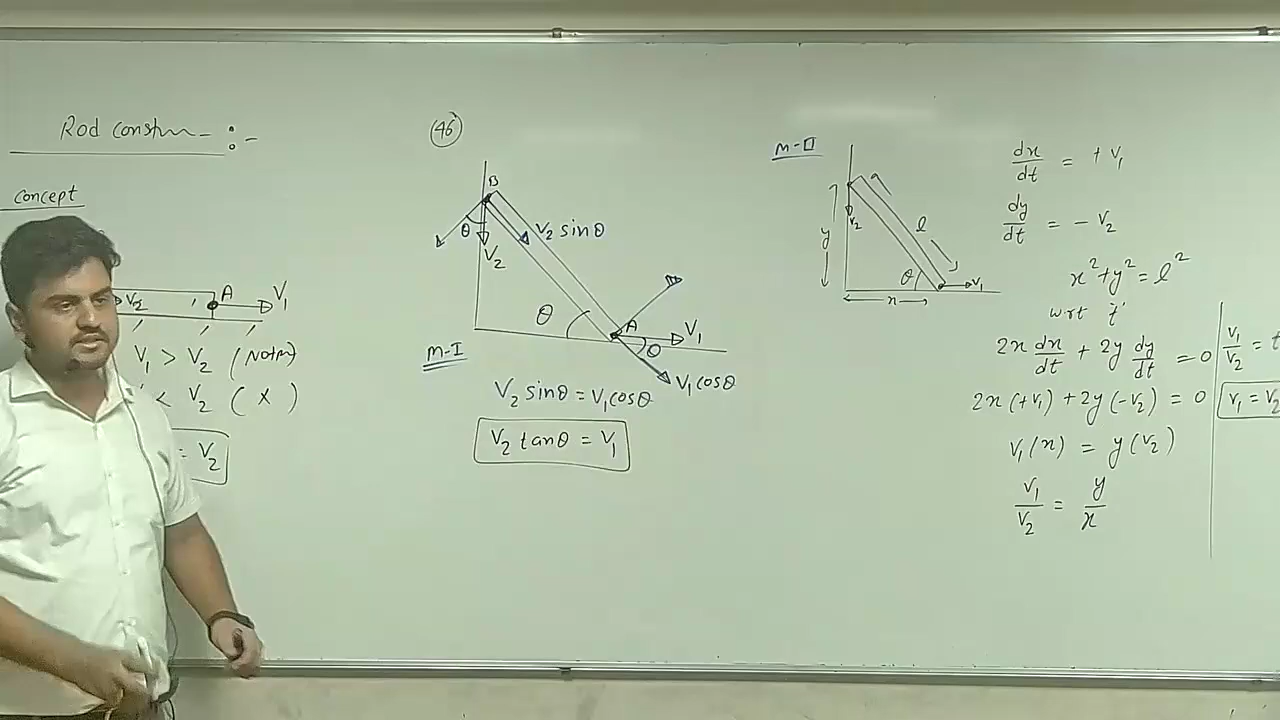 Rod constrn :-
Concept
V₂ A V₁
V₁ > V₂ (Not
< V₂ (×)
= V₂
(46)
B
θ V₂ sinθ
V₂
θ A V₁
θ
V₁ cosθ
M-I
V₂ sinθ = V₁ cosθ
V₂ tanθ = V₁
M-II
V₂ l
y
θ V₁
x
dx/dt = + V₁
dy/dt = - V₂
x² + y² = l²
wrt 't'
2x dx/dt + 2y dy/dt = 0
2x (+V₁) + 2y (-V₂) = 0
V₁ (x) = y (V₂)
V₁/V₂ = y/x
V₁/V₂ = t
V₁ = V₂